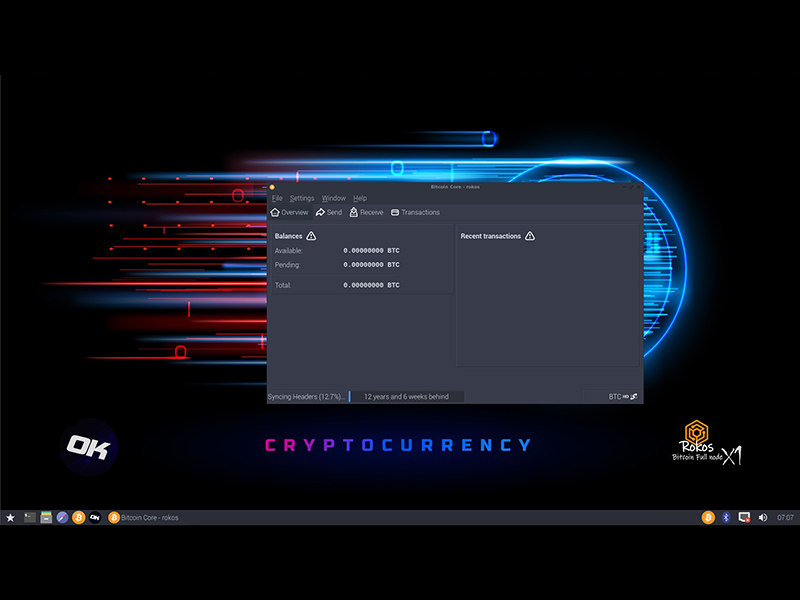 Bitcoin Core - rokos
File Settings Window Help
Overview Send Receive Transactions
Balances
Recent transactions
Available: 0.00000000 BTC
Pending: 0.00000000 BTC
Total: 0.00000000 BTC
Syncing Headers (12.7%)... 12 years and 6 weeks behind
BTC HD
OK
CRYPTOCURRENCY
Rokos
Bitcoin Full node X1
OK
Bitcoin Core - rokos
07:07